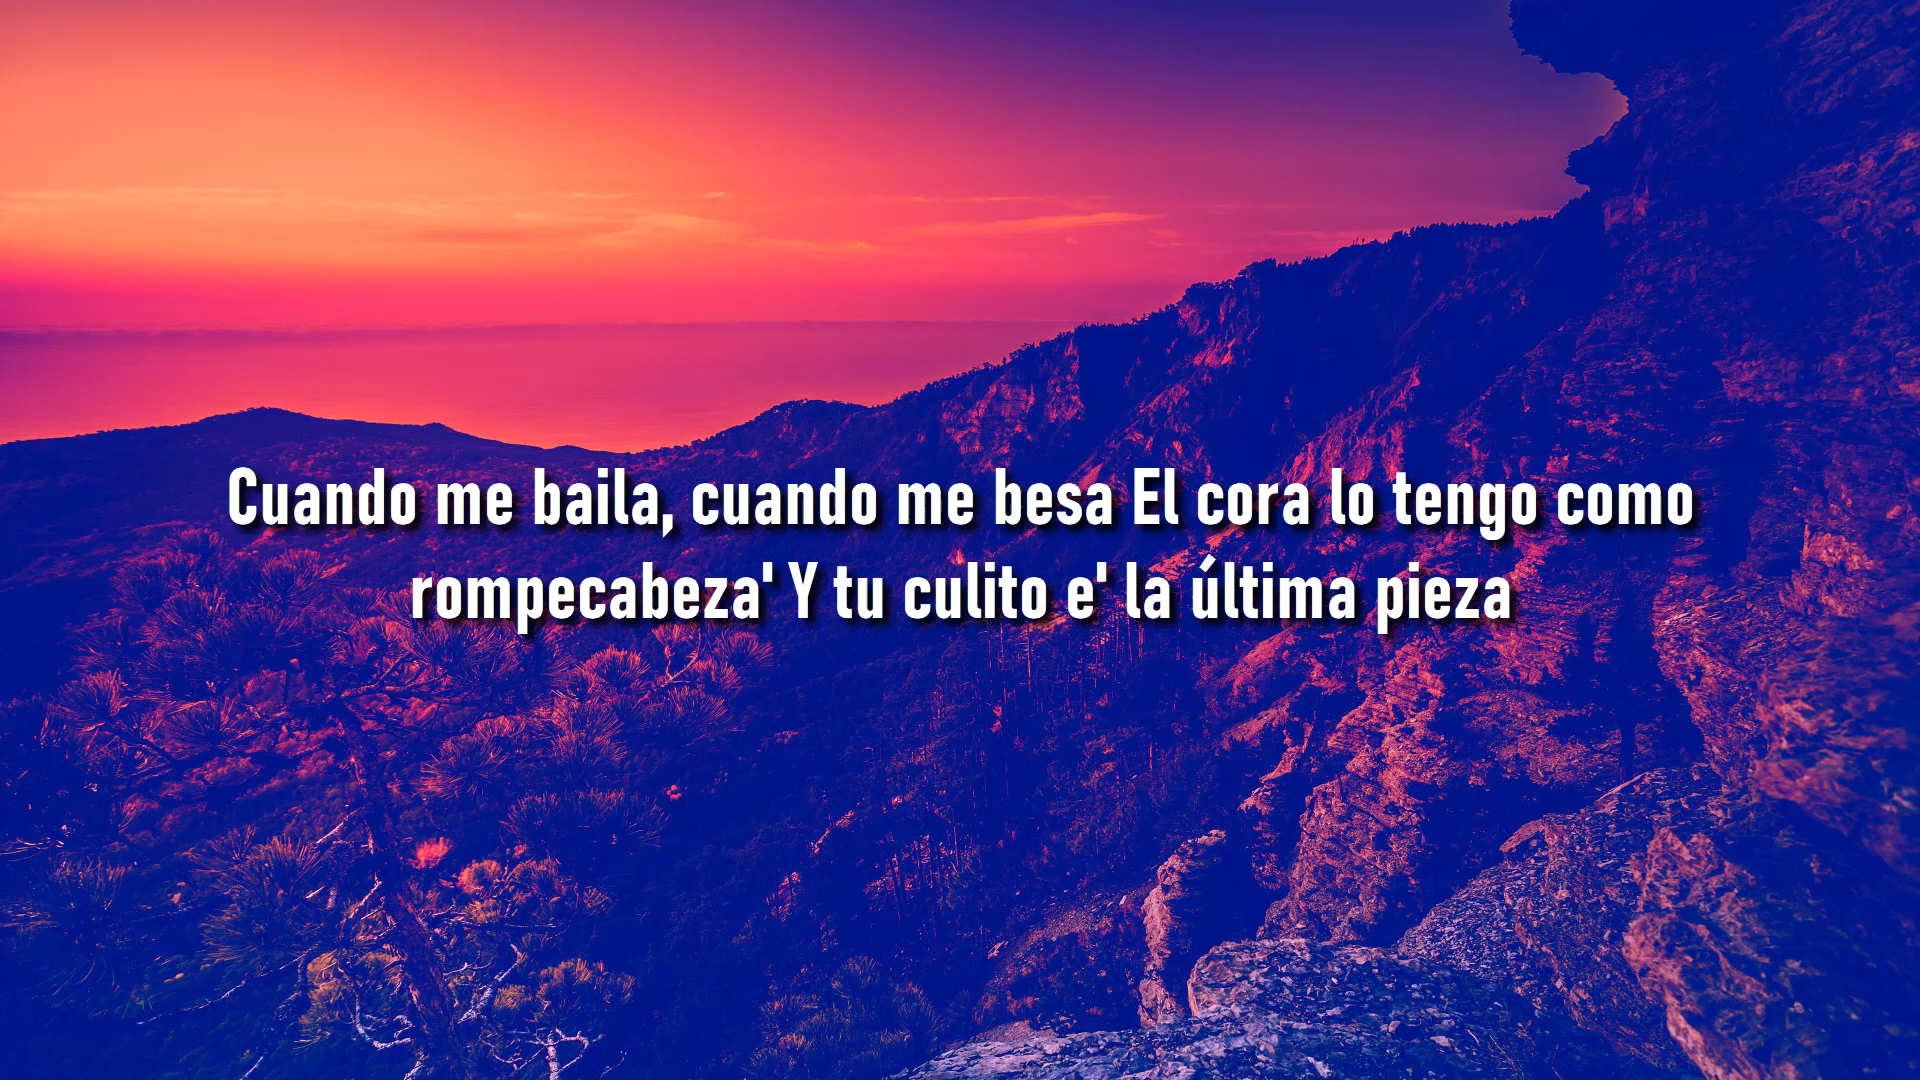 Cuando me baila, cuando me besa El cora lo tengo como
rompecabeza' Y tu culito e' la última pieza